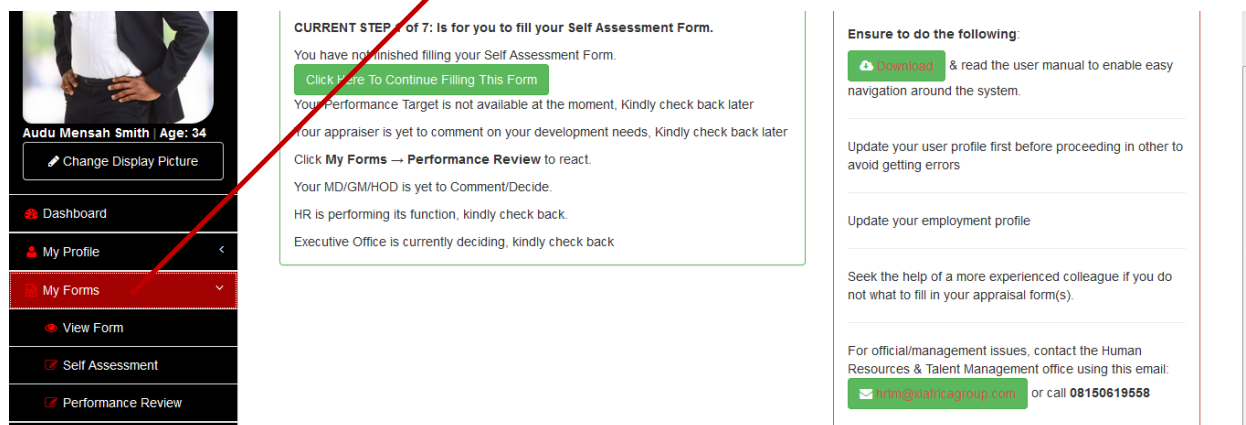 Audu Mensah Smith | Age: 34
Change Display Picture
Dashboard
My Profile
My Forms
View Form
Self Assessment
Performance Review
CURRENT STEP 1 of 7: Is for you to fill your Self Assessment Form.
You have not finished filling your Self Assessment Form.
Click Here To Continue Filling This Form
Your Performance Target is not available at the moment, Kindly check back later
Your appraiser is yet to comment on your development needs, Kindly check back later
Click My Forms → Performance Review to react.
Your MD/GM/HOD is yet to Comment/Decide.
HR is performing its function, kindly check back.
Executive Office is currently deciding, kindly check back
Ensure to do the following:
Download & read the user manual to enable easy
navigation around the system.
Update your user profile first before proceeding in other to
avoid getting errors
Update your employment profile
Seek the help of a more experienced colleague if you do
not what to fill in your appraisal form(s).
For official/management issues, contact the Human
Resources & Talent Management office using this email:
hrtm@xlafricagroup.com or call 08150619558